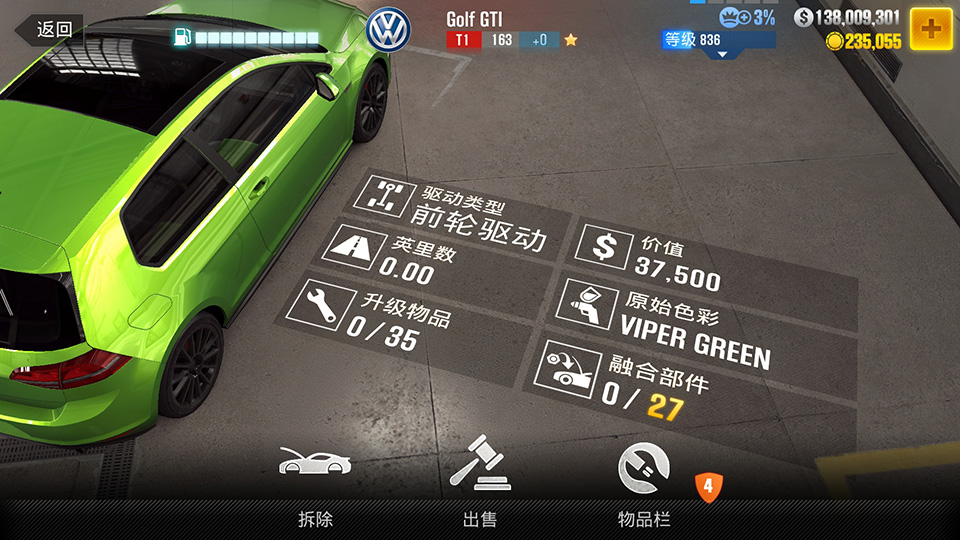 返回
Golf GTI
T1 163 +0
3%
等级 836
138,009,301
235,055
驱动类型
前轮驱动
英里数
0.00
升级物品
0 / 35
价值
37,500
原始色彩
VIPER GREEN
融合部件
0 / 27
拆除
出售
物品栏
4